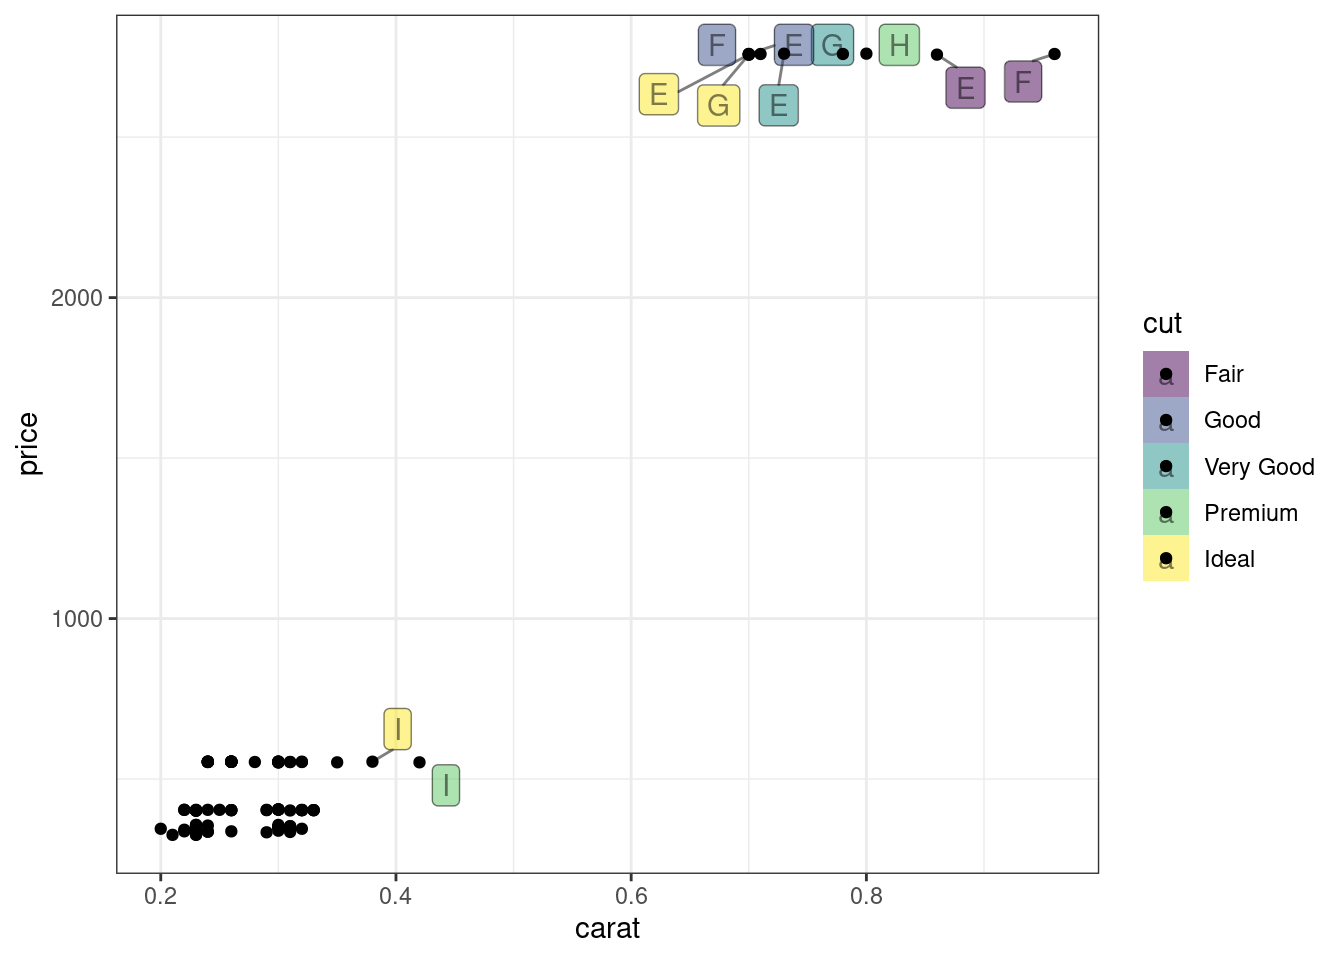 F E G H
E G E E F
2000
1000
I
I
0.2 0.4 0.6 0.8
carat
price
cut
a Fair
a Good
a Very Good
a Premium
a Ideal